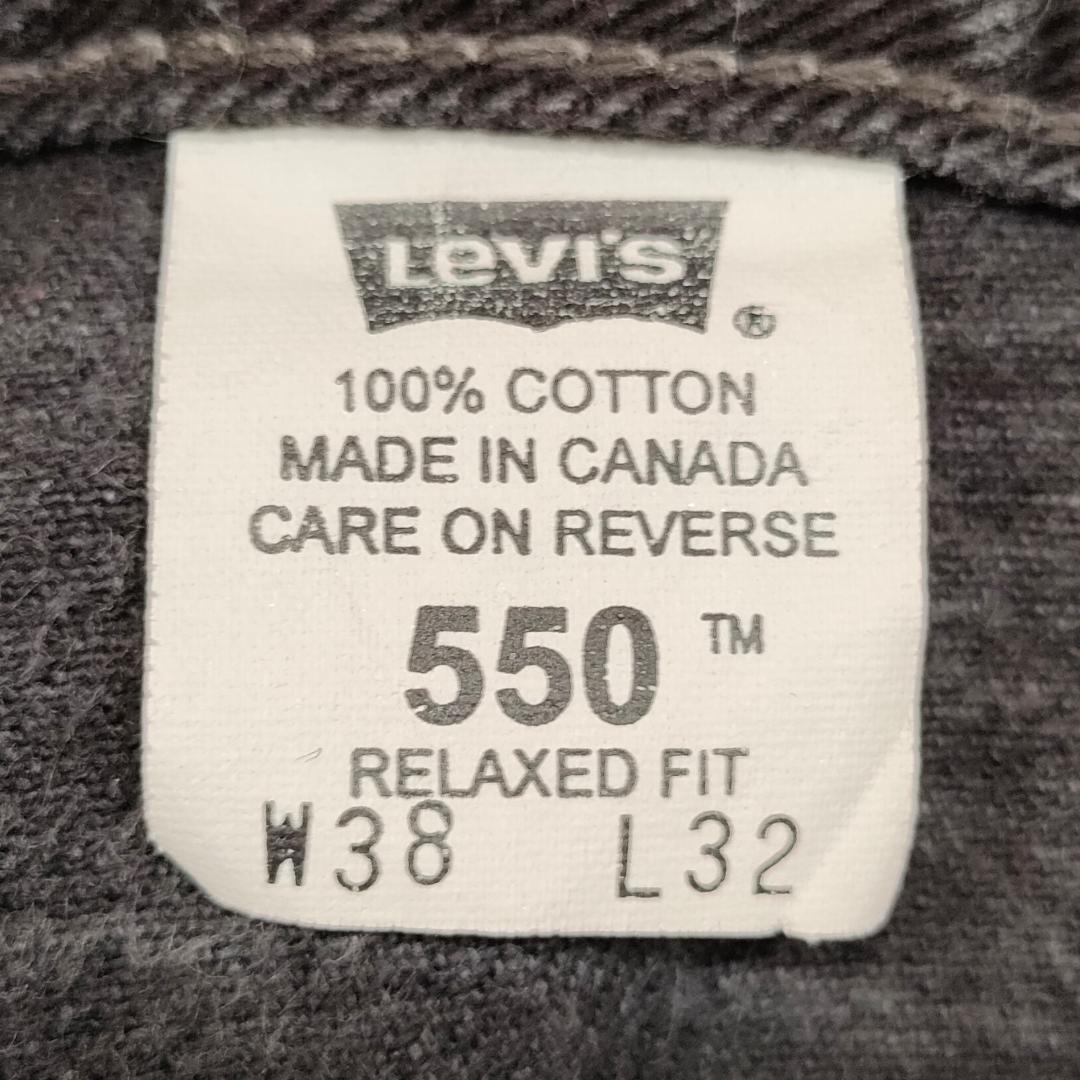 Levi's
®
100% COTTON
MADE IN CANADA
CARE ON REVERSE
550 TM
RELAXED FIT
W38 L32